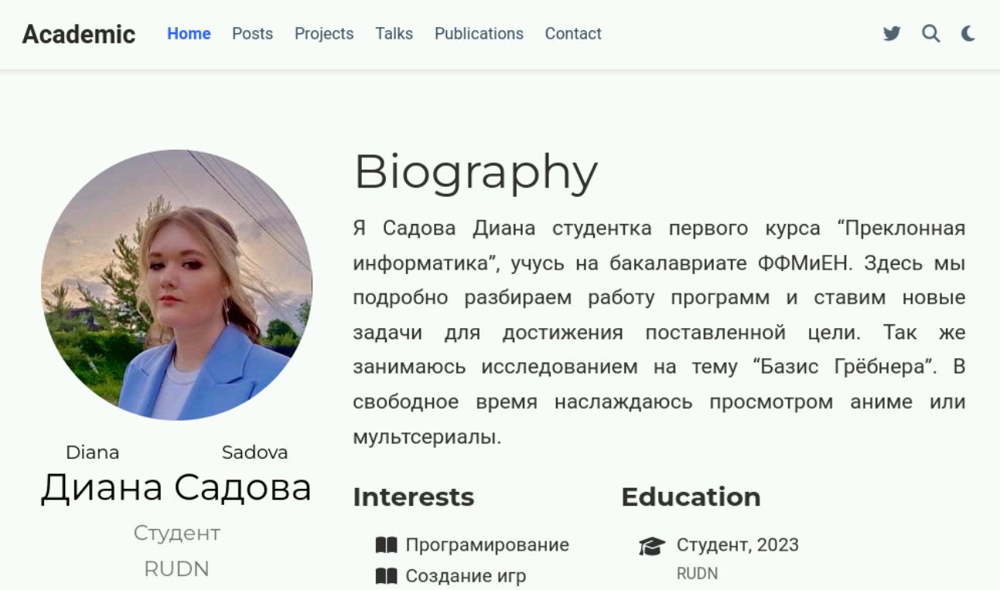 Academic Home Posts Projects Talks Publications Contact
Biography
Я Садова Диана студентка первого курса “Преклонная
информатика”, учусь на бакалавриате ФФМиЕН. Здесь мы
подробно разбираем работу программ и ставим новые
задачи для достижения поставленной цели. Так же
занимаюсь исследованием на тему “Базис Грёбнера”. В
свободное время наслаждаюсь просмотром аниме или
мультсериалы.
Diana Sadova
Диана Садова
Студент
RUDN
Interests
Програмирование
Создание игр
Education
Студент, 2023
RUDN